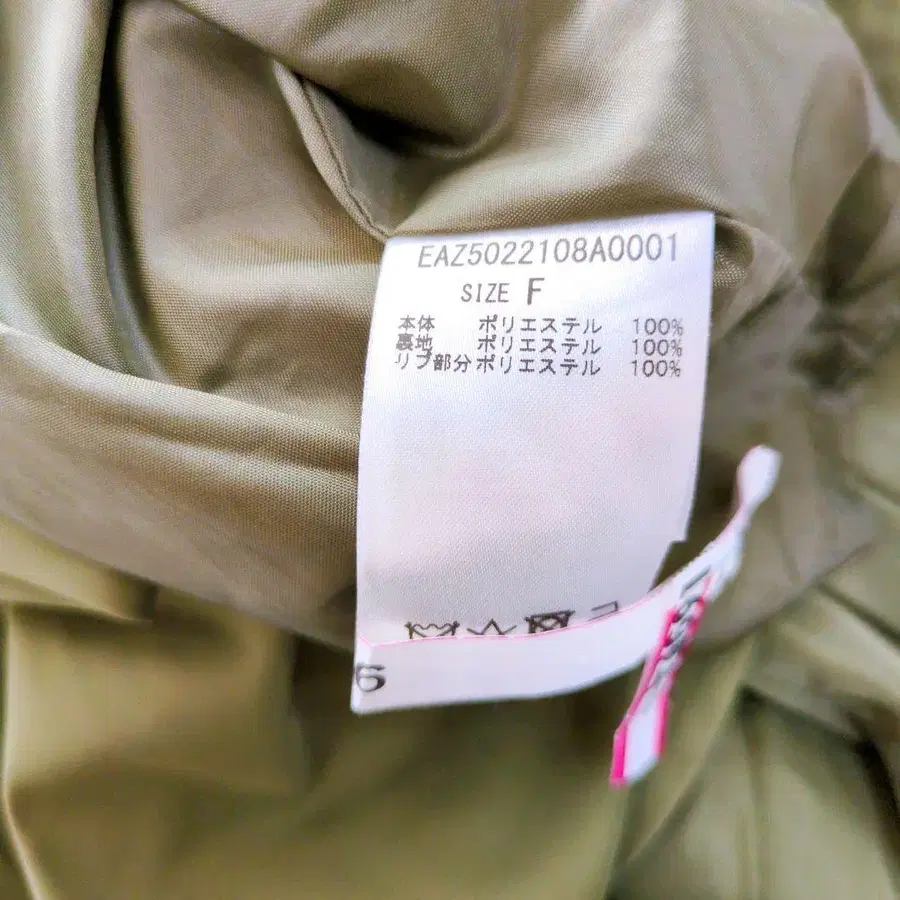 EAZ5022108A0001
SIZE F
本体 ポリエステル 100%
裏地 ポリエステル 100%
リブ部分 ポリエステル 100%